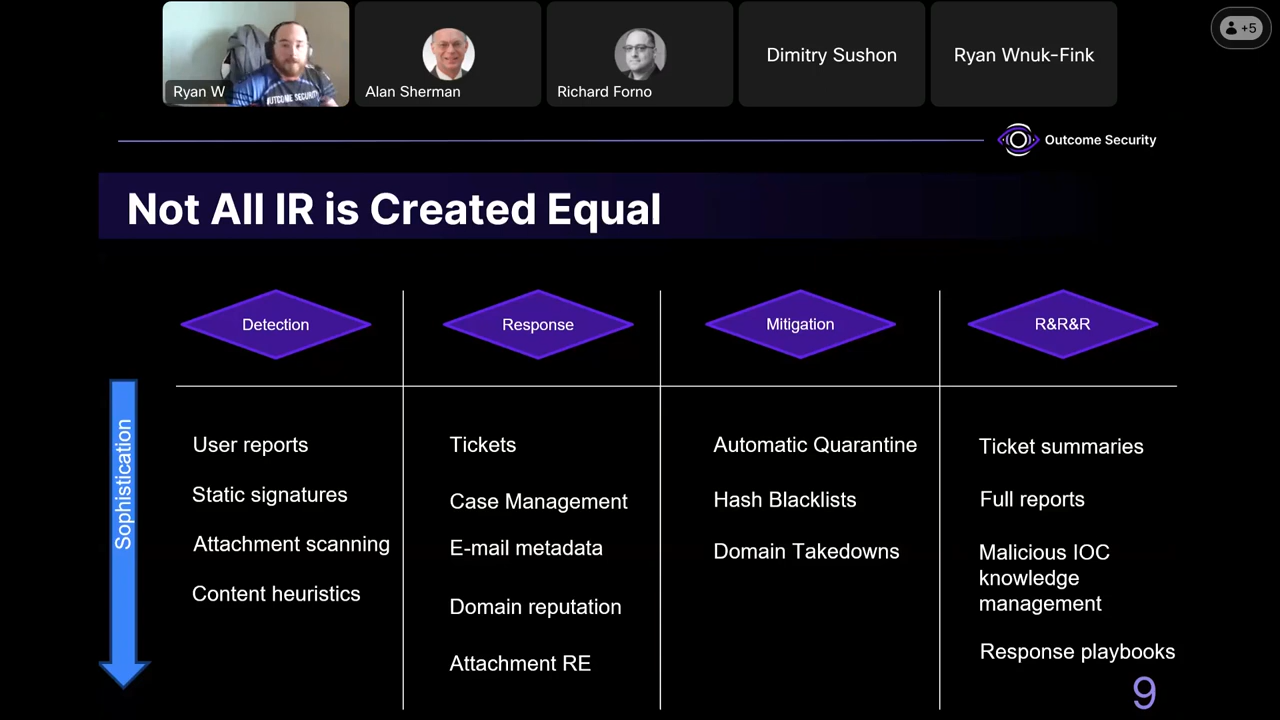 Ryan W
OUTCOME SECURITY
Alan Sherman
Richard Forno
Dimitry Sushon
Ryan Wnuk-Fink
+5
Outcome Security
Not All IR is Created Equal
Detection
Response
Mitigation
R&R&R
Sophistication
User reports
Static signatures
Attachment scanning
Content heuristics
Tickets
Case Management
E-mail metadata
Domain reputation
Attachment RE
Automatic Quarantine
Hash Blacklists
Domain Takedowns
Ticket summaries
Full reports
Malicious IOC
knowledge
management
Response playbooks
9